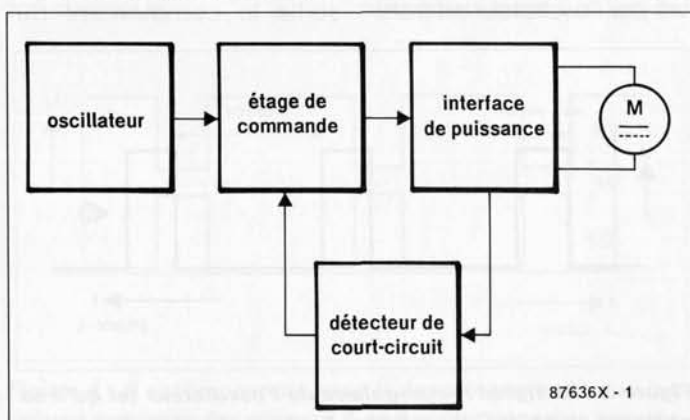 oscillateur
étage de
commande
interface
de puissance
M
détecteur de
court-circuit
87636X - 1